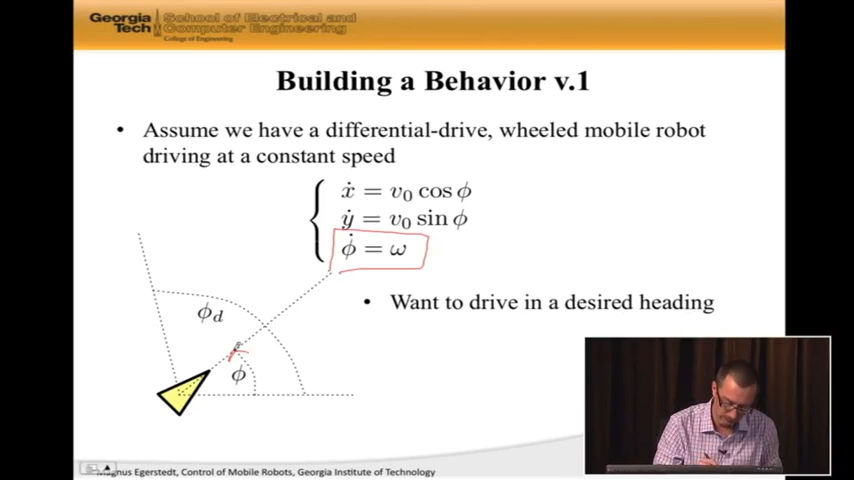 Georgia Tech
School of Electrical and
Computer Engineering
College of Engineering
Building a Behavior v.1
• Assume we have a differential-drive, wheeled mobile robot
driving at a constant speed
ẋ = v₀ cos ϕ
ẏ = v₀ sin ϕ
ϕ̇ = ω
• Want to drive in a desired heading
ϕd
ϕ
Magnus Egerstedt, Control of Mobile Robots, Georgia Institute of Technology